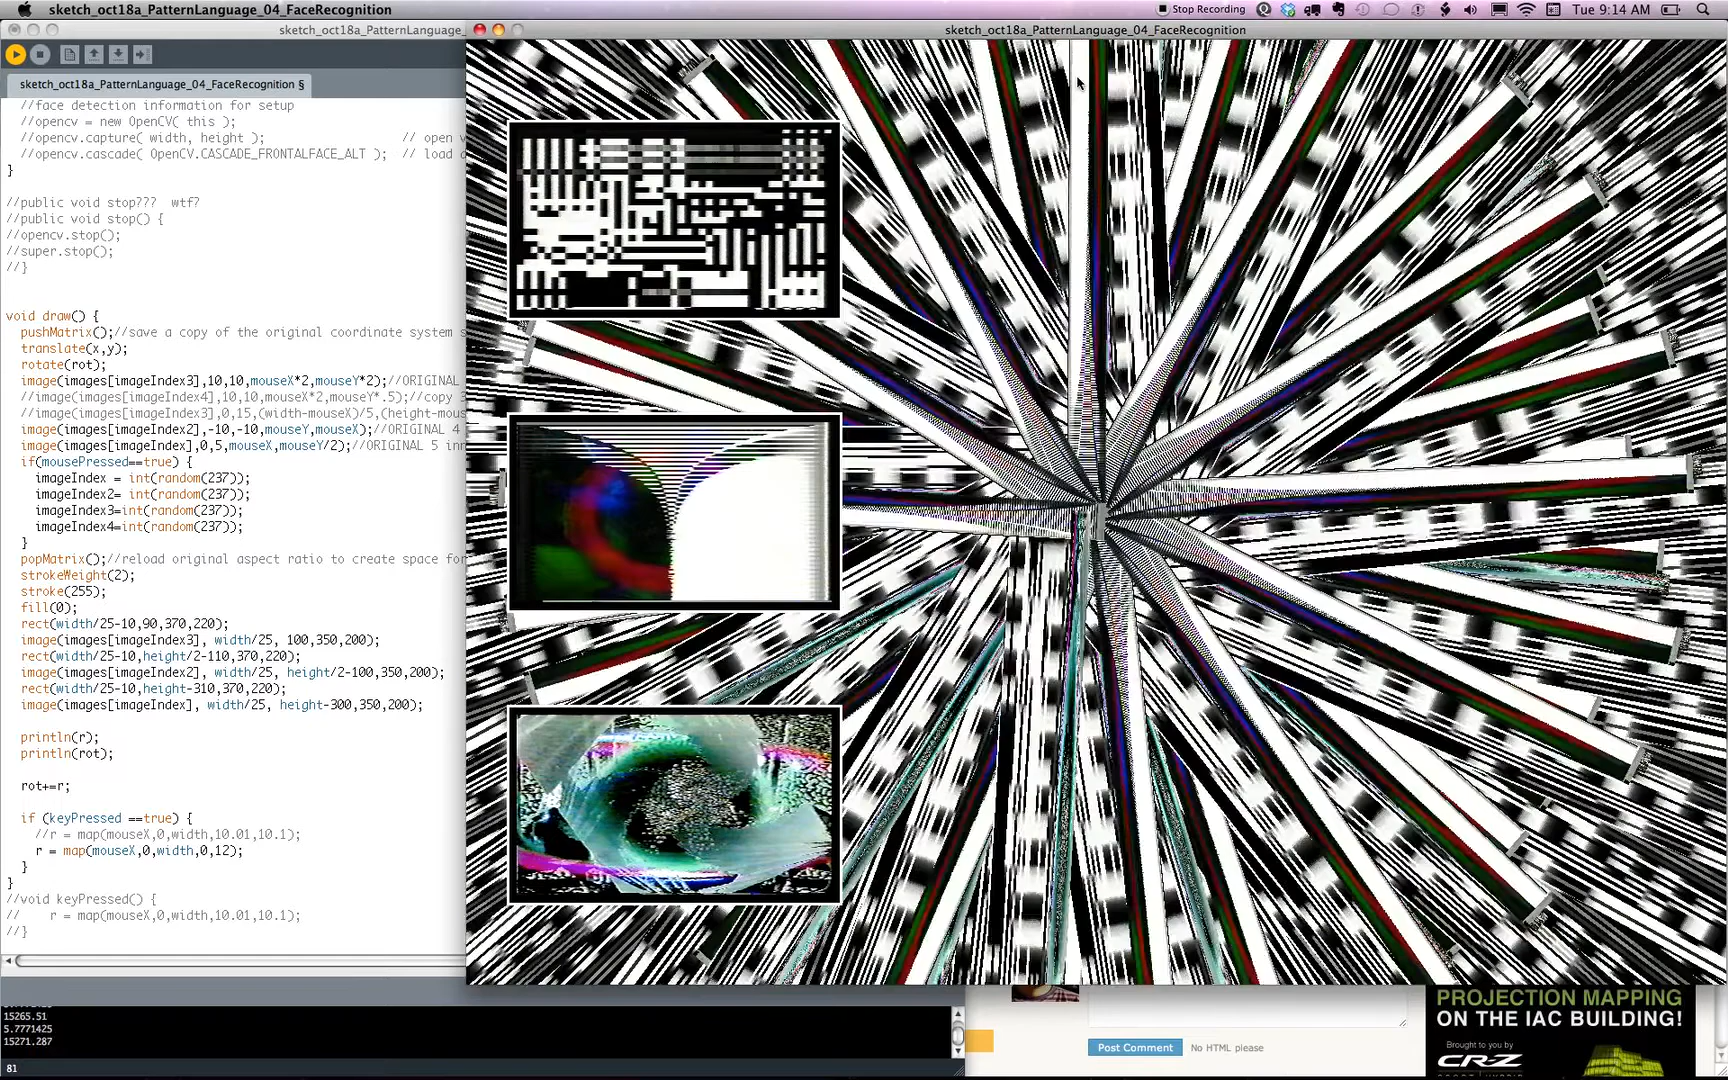 sketch_oct18a_PatternLanguage_04_FaceRecognition
Stop Recording
Tue 9:14 AM
sketch_oct18a_PatternLanguage_
sketch_oct18a_PatternLanguage_04_FaceRecognition
sketch_oct18a_PatternLanguage_04_FaceRecognition §
//face detection information for setup
//opencv = new OpenCV( this );
//opencv.capture( width, height ); // open v
//opencv.cascade( OpenCV.CASCADE_FRONTALFACE_ALT ); // load d
}
//public void stop??? wtf?
//public void stop() {
//opencv.stop();
//super.stop();
//}
void draw() {
pushMatrix();//save a copy of the original coordinate system s
translate(x,y);
rotate(rot);
image(images[imageIndex3],10,10,mouseX*2,mouseY*2);//ORIGINAL
//image(images[imageIndex4],10,10,mouseX*2,mouseY*.5);//copy 3
//image(images[imageIndex3],0,15,(width-mouseX)/5,(height-mous
image(images[imageIndex2],-10,-10,mouseY,mouseX);//ORIGINAL 4
image(images[imageIndex],0,5,mouseX,mouseY/2);//ORIGINAL 5 inn
if(mousePressed==true) {
imageIndex = int(random(237));
imageIndex2= int(random(237));
imageIndex3=int(random(237));
imageIndex4=int(random(237));
}
popMatrix();//reload original aspect ratio to create space for
strokeWeight(2);
stroke(255);
fill(0);
rect(width/25-10,90,370,220);
image(images[imageIndex3], width/25, 100,350,200);
rect(width/25-10,height/2-110,370,220);
image(images[imageIndex2], width/25, height/2-100,350,200);
rect(width/25-10,height-310,370,220);
image(images[imageIndex], width/25, height-300,350,200);
println(r);
println(rot);
rot+=r;
if (keyPressed ==true) {
//r = map(mouseX,0,width,10.01,10.1);
r = map(mouseX,0,width,0,12);
}
}
//void keyPressed() {
// r = map(mouseX,0,width,10.01,10.1);
//}
15265.51
5.7771425
15271.287
81
Post Comment
No HTML please
PROJECTION MAPPING
ON THE IAC BUILDING!
Brought to you by
CR-Z